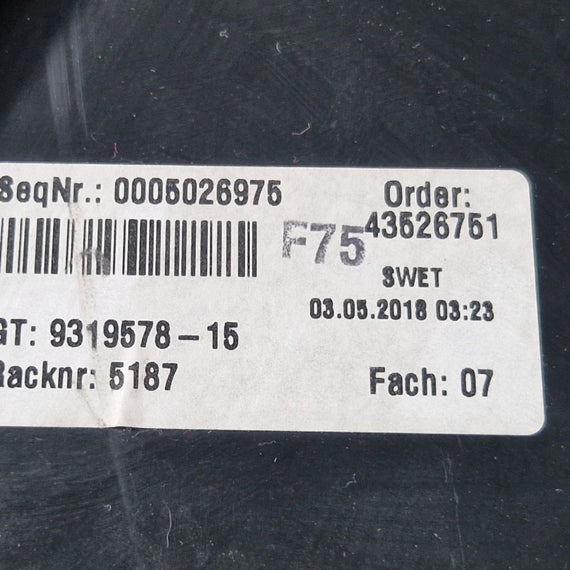 SeqNr.: 0005026975
Order:
43526751
F75
SWET
03.05.2018 03:23
GT: 9319578-15
Racknr: 5187
Fach: 07